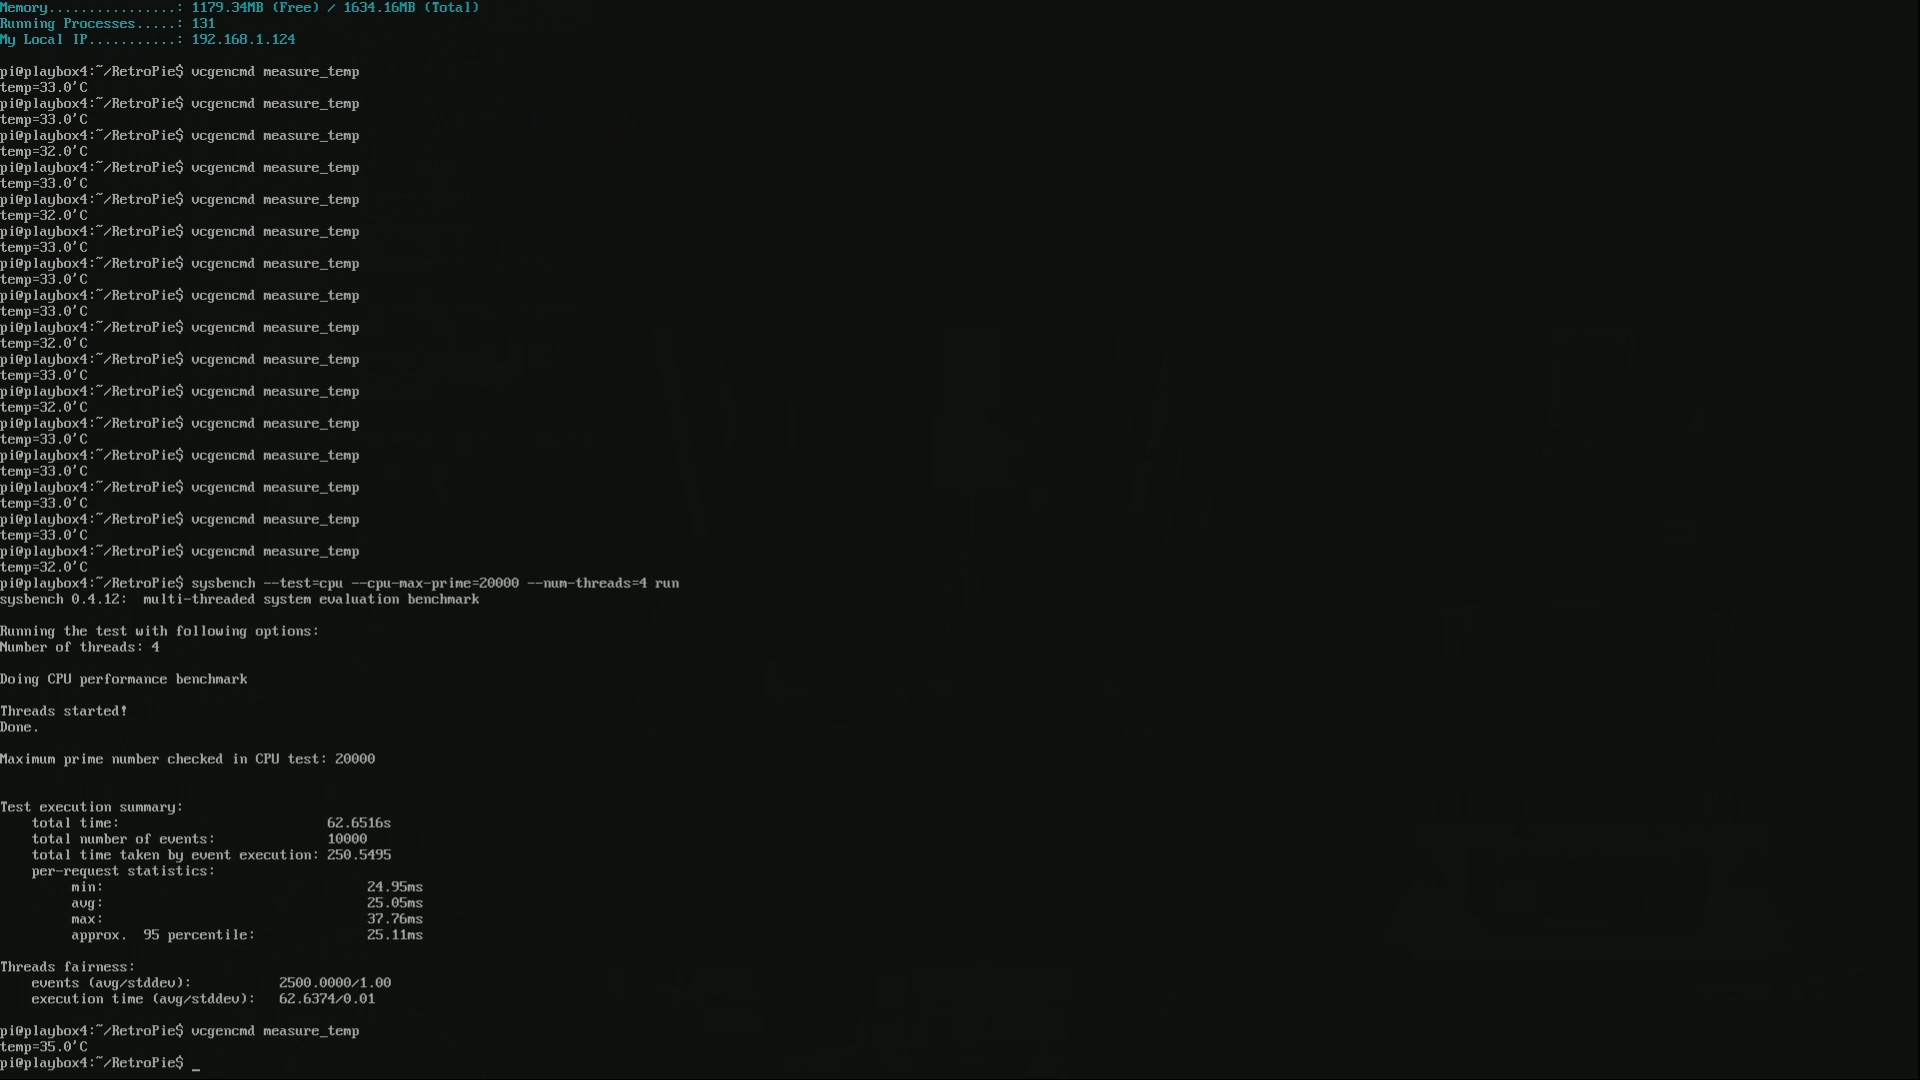 Memory................: 1179.34MB (Free) / 1634.16MB (Total)
Running Processes.....: 131
My Local IP...........: 192.168.1.124
pi@playbox4:~/RetroPie$ vcgencmd measure_temp
temp=33.0'C
pi@playbox4:~/RetroPie$ vcgencmd measure_temp
temp=33.0'C
pi@playbox4:~/RetroPie$ vcgencmd measure_temp
temp=32.0'C
pi@playbox4:~/RetroPie$ vcgencmd measure_temp
temp=33.0'C
pi@playbox4:~/RetroPie$ vcgencmd measure_temp
temp=32.0'C
pi@playbox4:~/RetroPie$ vcgencmd measure_temp
temp=33.0'C
pi@playbox4:~/RetroPie$ vcgencmd measure_temp
temp=33.0'C
pi@playbox4:~/RetroPie$ vcgencmd measure_temp
temp=33.0'C
pi@playbox4:~/RetroPie$ vcgencmd measure_temp
temp=32.0'C
pi@playbox4:~/RetroPie$ vcgencmd measure_temp
temp=33.0'C
pi@playbox4:~/RetroPie$ vcgencmd measure_temp
temp=32.0'C
pi@playbox4:~/RetroPie$ vcgencmd measure_temp
temp=33.0'C
pi@playbox4:~/RetroPie$ vcgencmd measure_temp
temp=33.0'C
pi@playbox4:~/RetroPie$ vcgencmd measure_temp
temp=33.0'C
pi@playbox4:~/RetroPie$ vcgencmd measure_temp
temp=33.0'C
pi@playbox4:~/RetroPie$ vcgencmd measure_temp
temp=32.0'C
pi@playbox4:~/RetroPie$ sysbench --test=cpu --cpu-max-prime=20000 --num-threads=4 run
sysbench 0.4.12:  multi-threaded system evaluation benchmark
Running the test with following options:
Number of threads: 4
Doing CPU performance benchmark
Threads started!
Done.
Maximum prime number checked in CPU test: 20000
Test execution summary:
total time: 62.6516s
total number of events: 10000
total time taken by event execution: 250.5495
per-request statistics:
min: 24.95ms
avg: 25.05ms
max: 37.76ms
approx.  95 percentile: 25.11ms
Threads fairness:
events (avg/stddev): 2500.0000/1.00
execution time (avg/stddev): 62.6374/0.01
pi@playbox4:~/RetroPie$ vcgencmd measure_temp
temp=35.0'C
pi@playbox4:~/RetroPie$ _